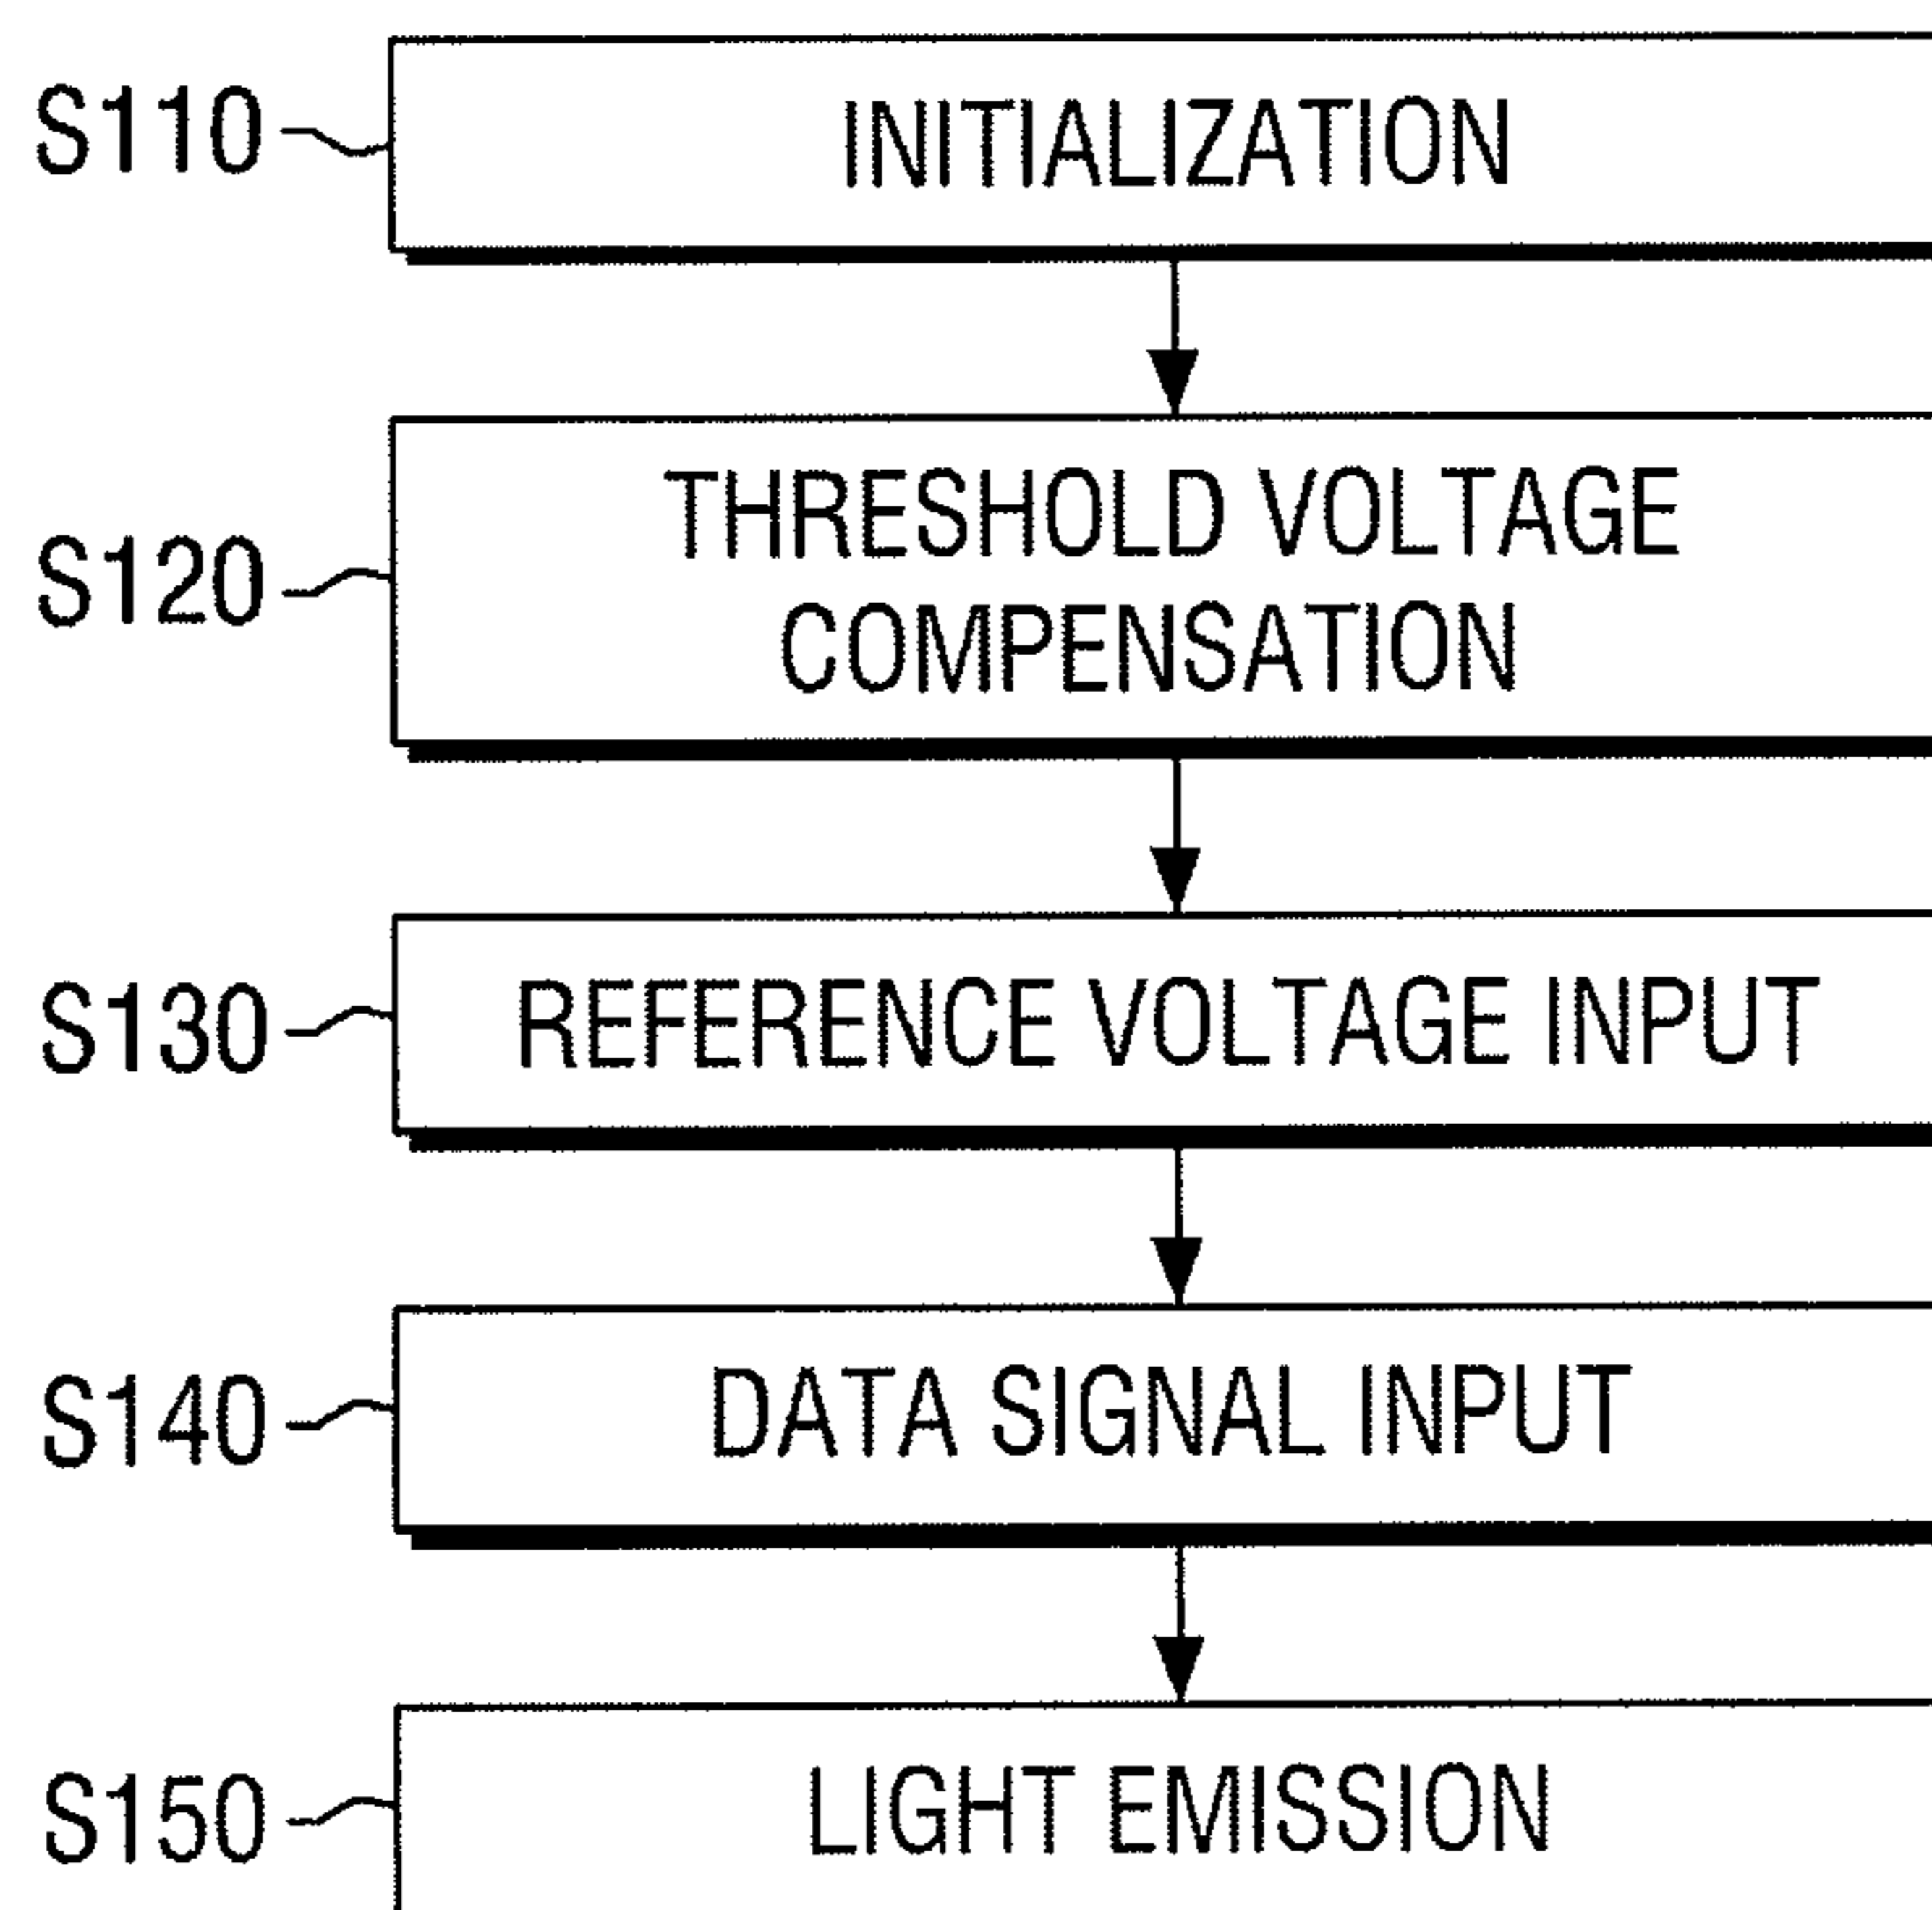 S110
INITIALIZATION
S120
THRESHOLD VOLTAGE
COMPENSATION
S130
REFERENCE VOLTAGE INPUT
S140
DATA SIGNAL INPUT
S150
LIGHT EMISSION